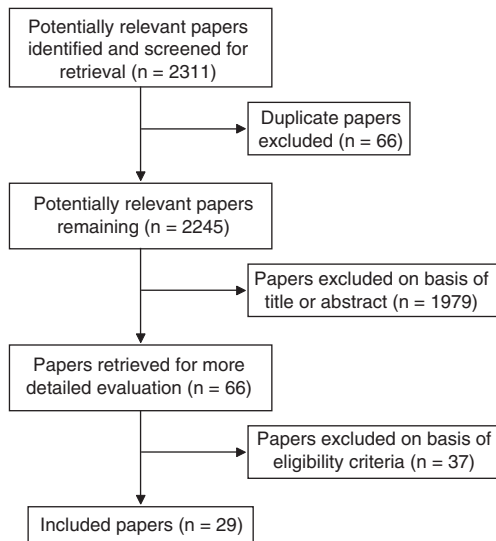 Potentially relevant papers
identified and screened for
retrieval (n = 2311)
Duplicate papers
excluded (n = 66)
Potentially relevant papers
remaining (n = 2245)
Papers excluded on basis of
title or abstract (n = 1979)
Papers retrieved for more
detailed evaluation (n = 66)
Papers excluded on basis of
eligibility criteria (n = 37)
Included papers (n = 29)